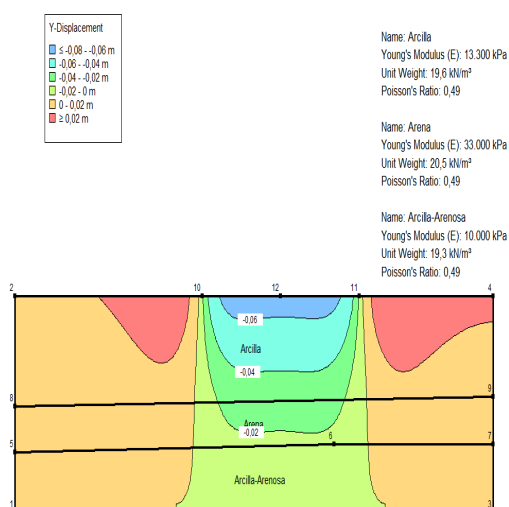 Y-Displacement
≤ -0,08 - -0,06 m
-0,06 - -0,04 m
-0,04 - -0,02 m
-0,02 - 0 m
0 - 0,02 m
≥ 0,02 m
Name: Arcilla
Young's Modulus (E): 13.300 kPa
Unit Weight: 19,6 kN/m³
Poisson's Ratio: 0,49
Name: Arena
Young's Modulus (E): 33.000 kPa
Unit Weight: 20,5 kN/m³
Poisson's Ratio: 0,49
Name: Arcilla-Arenosa
Young's Modulus (E): 10.000 kPa
Unit Weight: 19,3 kN/m³
Poisson's Ratio: 0,49
2 10 12 11 4
-0,06
Arcilla
-0,04
9
8
Arena
-0,02
6 7
5
Arcilla-Arenosa
1 3